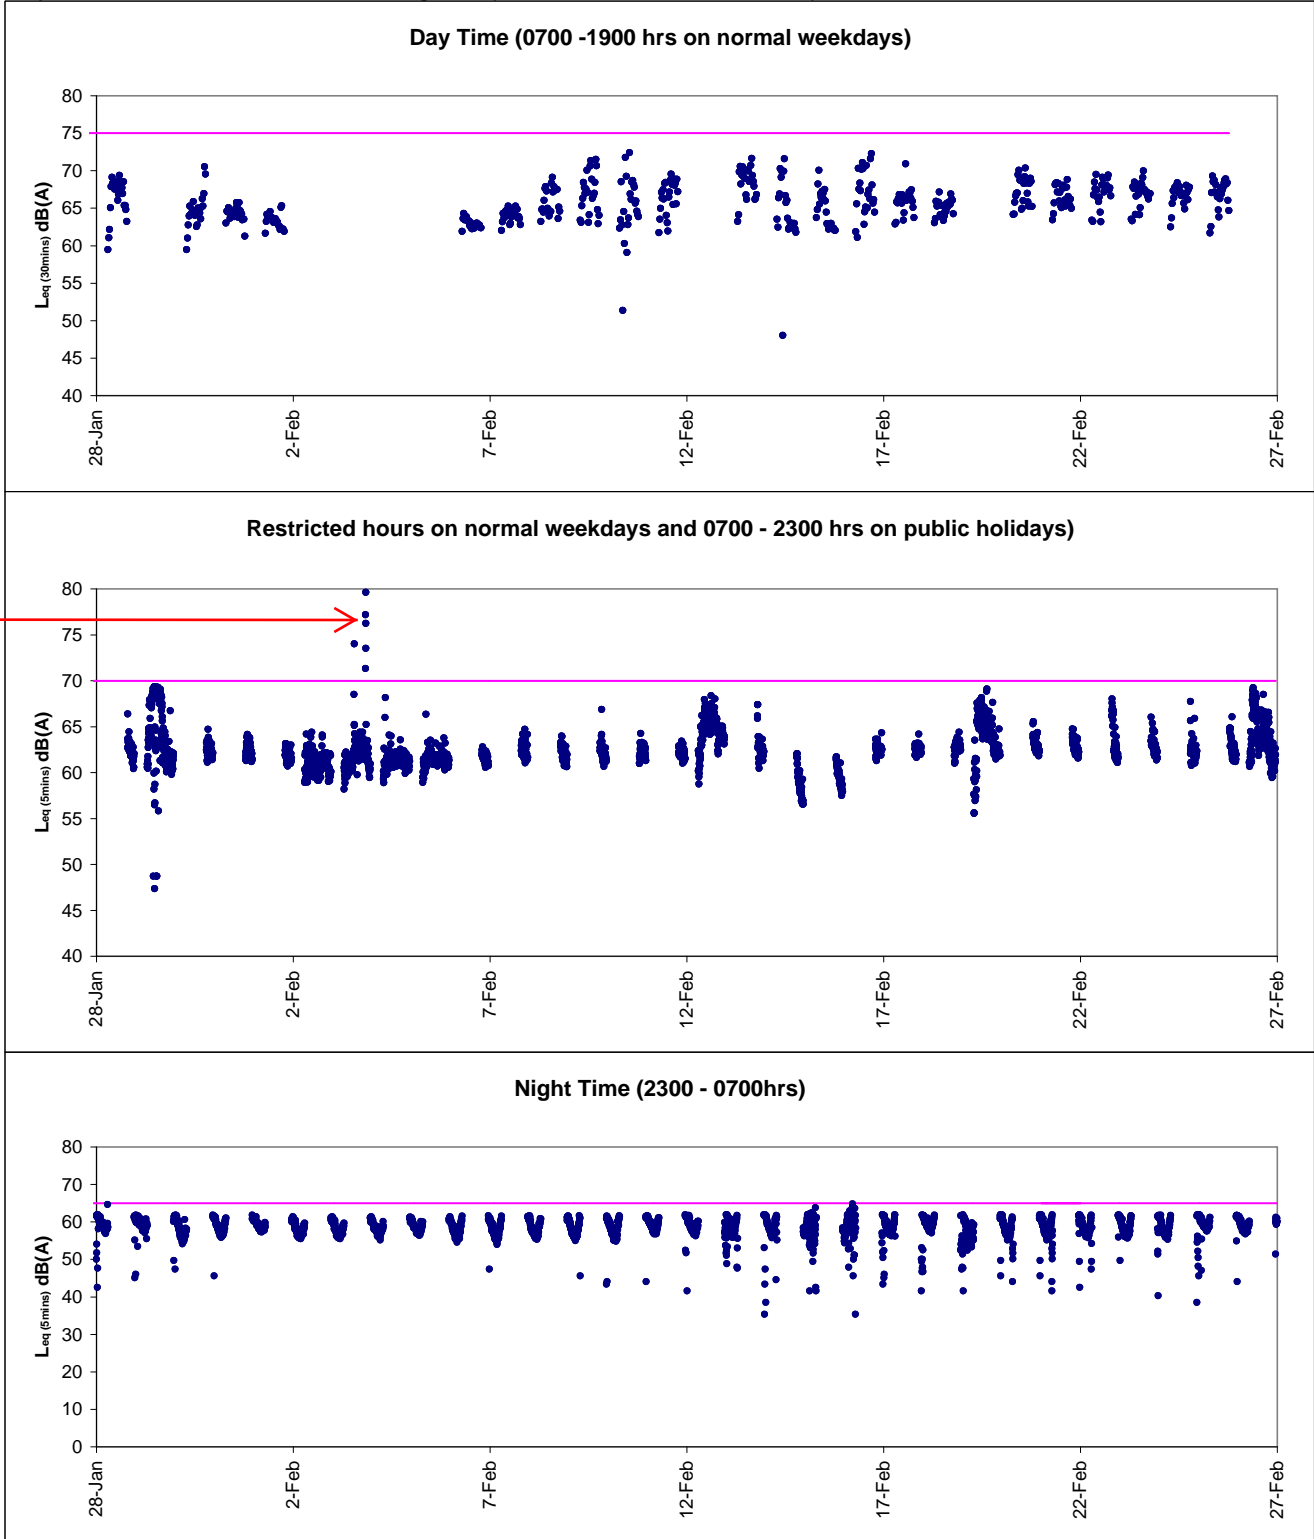 Day Time (0700 -1900 hrs on normal weekdays)
80
75
70
65
60
55
50
45
40
Leq (30mins) dB(A)
28-Jan
2-Feb
7-Feb
12-Feb
17-Feb
22-Feb
27-Feb
Restricted hours on normal weekdays and 0700 - 2300 hrs on public holidays)
80
75
70
65
60
55
50
45
40
Leq (5mins) dB(A)
28-Jan
2-Feb
7-Feb
12-Feb
17-Feb
22-Feb
27-Feb
Night Time (2300 - 0700hrs)
80
70
60
50
40
30
20
10
0
Leq (5mins) dB(A)
28-Jan
2-Feb
7-Feb
12-Feb
17-Feb
22-Feb
27-Feb